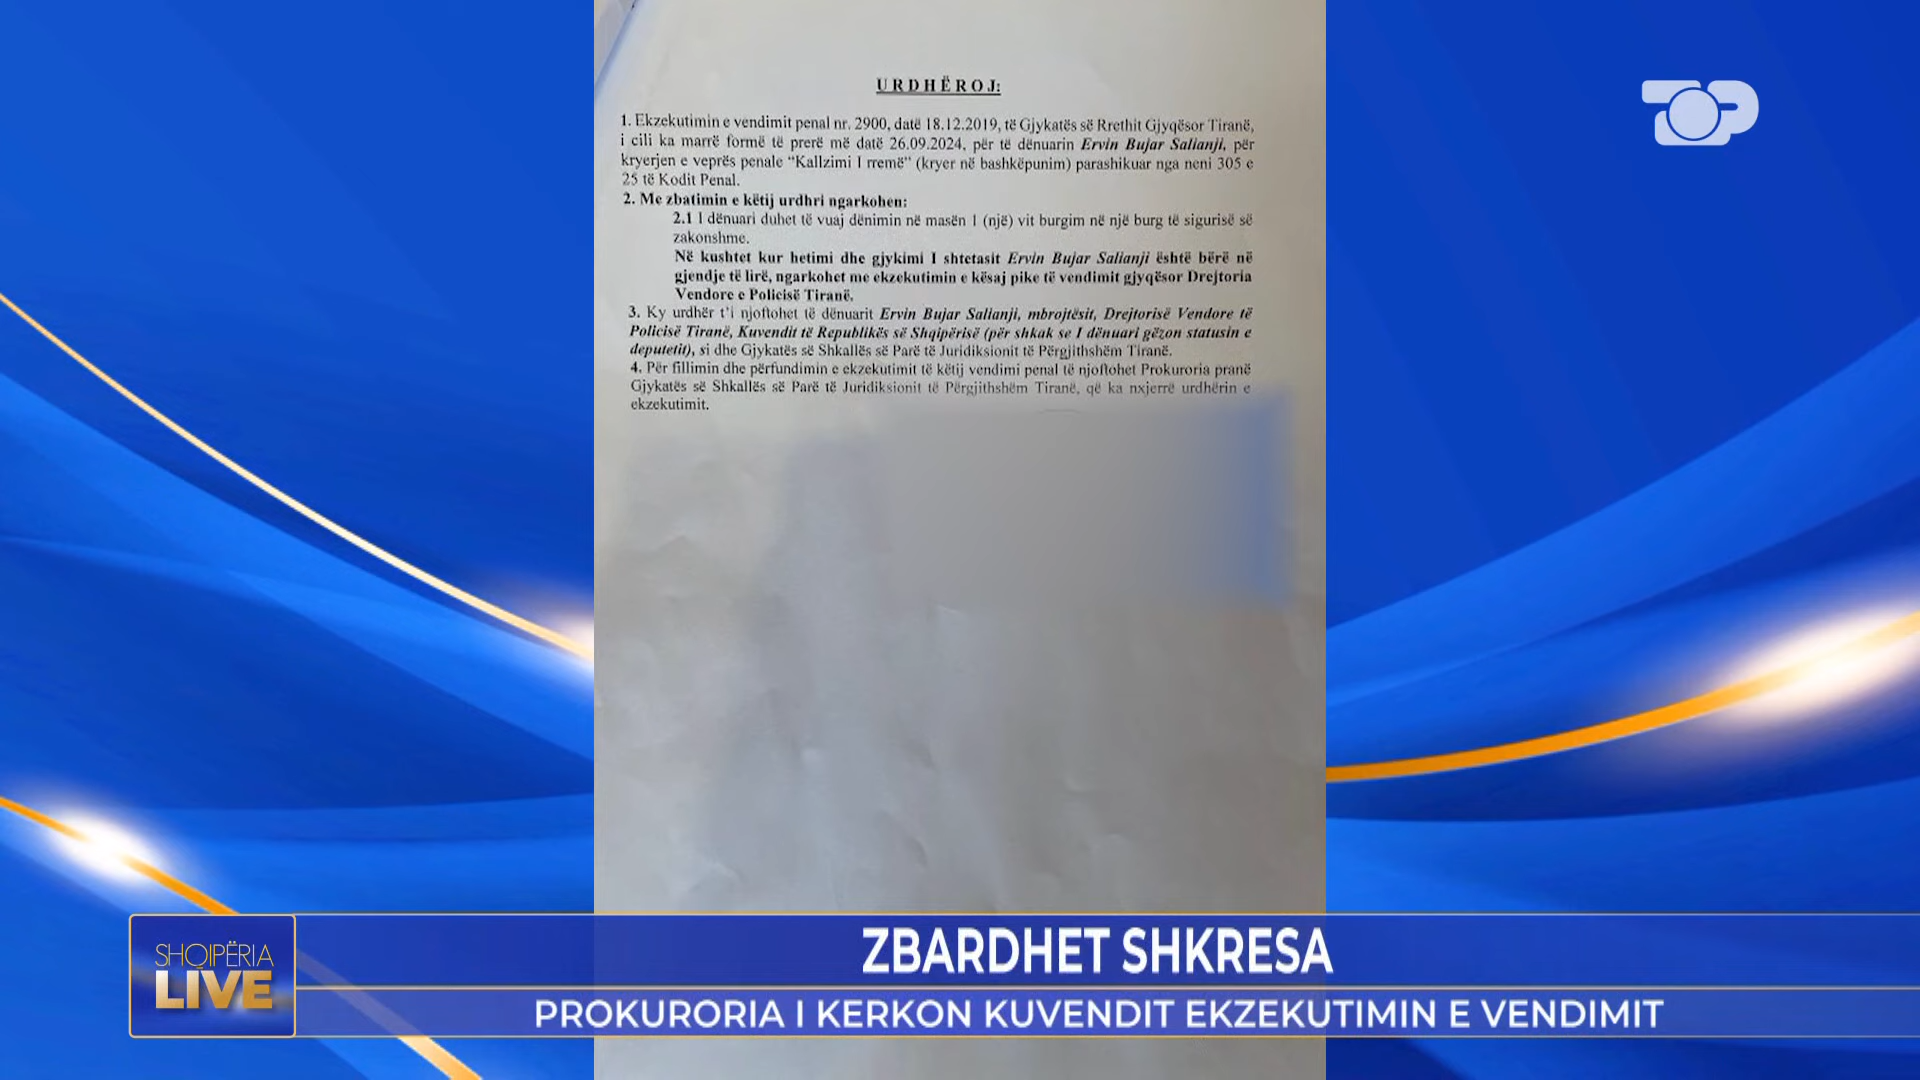 URDHËROJ:
1. Ekzekutimin e vendimit penal nr. 2900, datë 18.12.2019, të Gjykatës së Rrethit Gjyqësor Tiranë,
i cili ka marrë formë të prerë më datë 26.09.2024, për të dënuarin Ervin Bujar Salianji, për
kryerjen e veprës penale “Kallzimi I rremë” (kryer në bashkëpunim) parashikuar nga neni 305 e
25 të Kodit Penal.
2. Me zbatimin e këtij urdhri ngarkohen:
2.1 I dënuari duhet të vuaj dënimin në masën 1 (një) vit burgim në një burg të sigurisë së
zakonshme.
Në kushtet kur hetimi dhe gjykimi I shtetasit Ervin Bujar Salianji është bërë në
gjendje të lirë, ngarkohet me ekzekutimin e kësaj pike të vendimit gjyqësor Drejtoria
Vendore e Policisë Tiranë.
3. Ky urdhër t’i njoftohet të dënuarit Ervin Bujar Salianji, mbrojtësit, Drejtorisë Vendore të
Policisë Tiranë, Kuvendit të Republikës së Shqipërisë (për shkak se I dënuari gëzon statusin e
deputetit), si dhe Gjykatës së Shkallës së Parë të Juridiksionit të Përgjithshëm Tiranë.
4. Për fillimin dhe përfundimin e ekzekutimit të këtij vendimi penal të njoftohet Prokuroria pranë
Gjykatës së Shkallës së Parë të Juridiksionit të Përgjithshëm Tiranë, që ka nxjerrë urdhërin e
ekzekutimit.
TOP
ZBARDHET SHKRESA
SHQIPËRIA
LIVE
PROKURORIA I KERKON KUVENDIT EKZEKUTIMIN E VENDIMIT